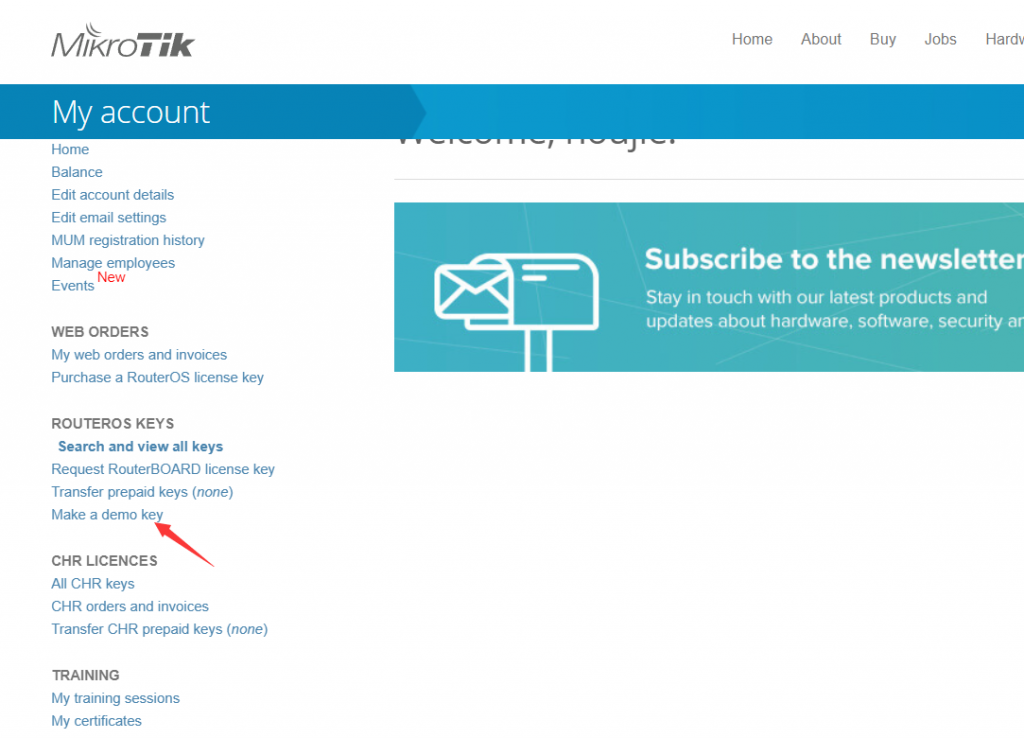 MikroTik
Home About Buy Jobs
My account
Home
Balance
Edit account details
Edit email settings
MUM registration history
Manage employees
Events New
WEB ORDERS
My web orders and invoices
Purchase a RouterOS license key
ROUTEROS KEYS
Search and view all keys
Request RouterBOARD license key
Transfer prepaid keys (none)
Make a demo key
CHR LICENCES
All CHR keys
CHR orders and invoices
Transfer CHR prepaid keys (none)
TRAINING
My training sessions
My certificates
Welcome,
Subscribe to the newsletter
Stay in touch with our latest products and
updates about hardware, software, security